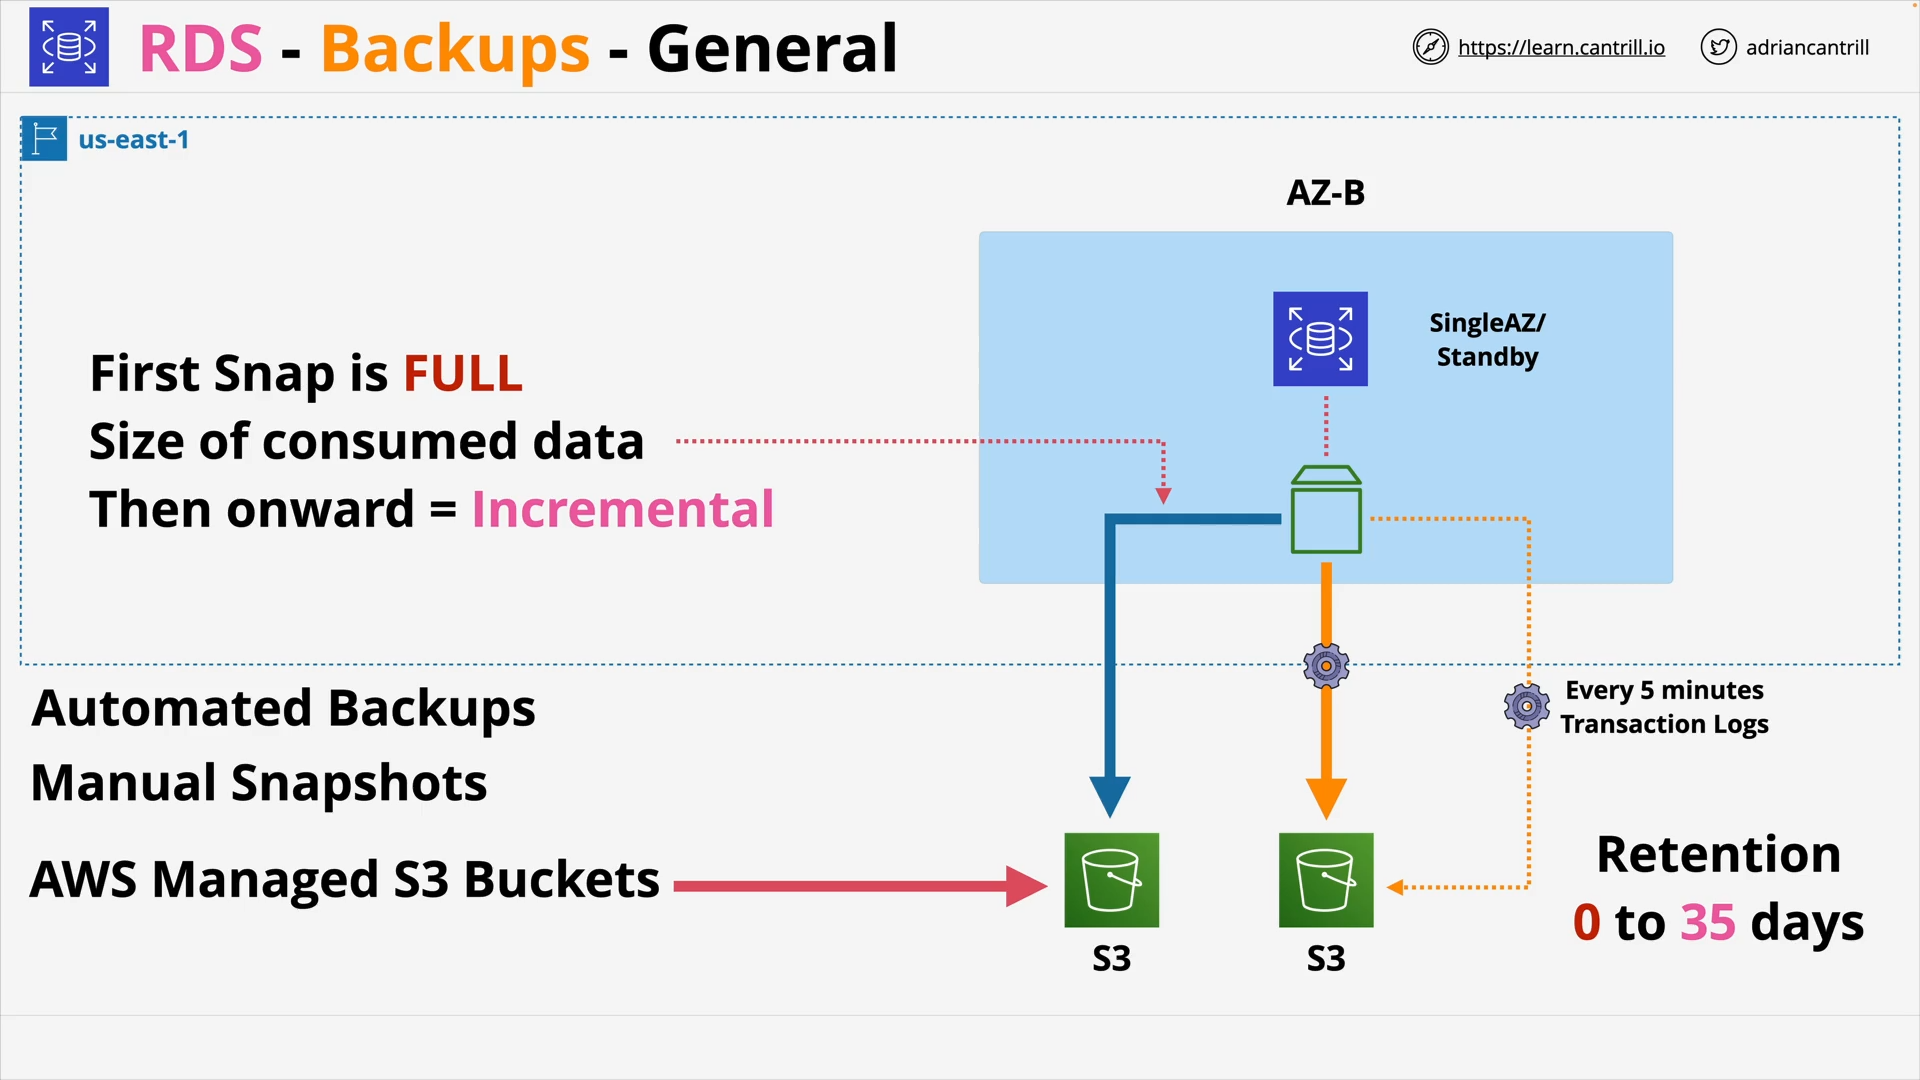 RDS - Backups - General
https://learn.cantrill.io
adriancantrill
us-east-1
AZ-B
SingleAZ/
Standby
First Snap is FULL
Size of consumed data
Then onward = Incremental
Automated Backups
Manual Snapshots
AWS Managed S3 Buckets
Every 5 minutes
Transaction Logs
S3
S3
Retention
0 to 35 days